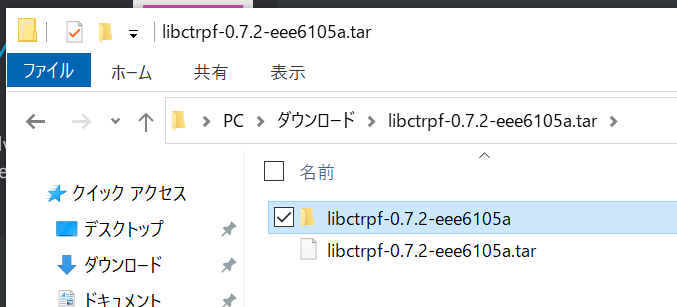 libctrpf-0.7.2-eee6105a.tar
ファイル ホーム 共有 表示
PC ダウンロード libctrpf-0.7.2-eee6105a.tar
名前
クイック アクセス
libctrpf-0.7.2-eee6105a
デスクトップ
libctrpf-0.7.2-eee6105a.tar
ダウンロード
ドキュメント